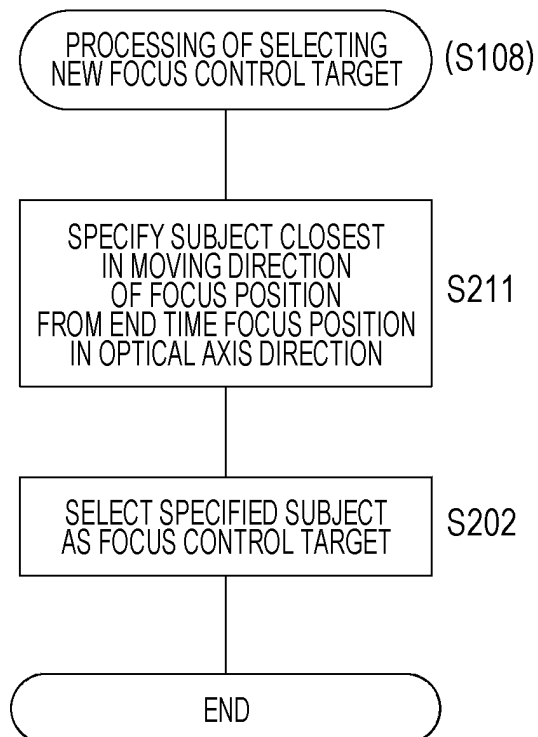 PROCESSING OF SELECTING
NEW FOCUS CONTROL TARGET
(S108)
SPECIFY SUBJECT CLOSEST
IN MOVING DIRECTION
OF FOCUS POSITION
FROM END TIME FOCUS POSITION
IN OPTICAL AXIS DIRECTION
S211
SELECT SPECIFIED SUBJECT
AS FOCUS CONTROL TARGET
S202
END